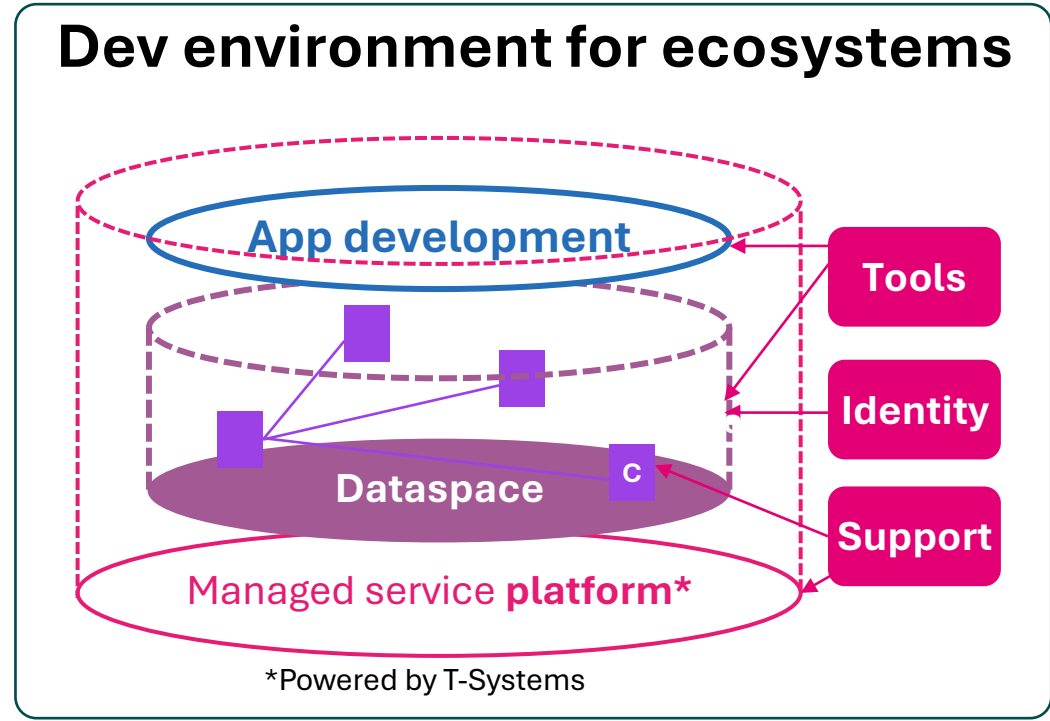 Dev environment for ecosystems
App development
Tools
Identity
C
Dataspace
Support
Managed service platform*
*Powered by T-Systems